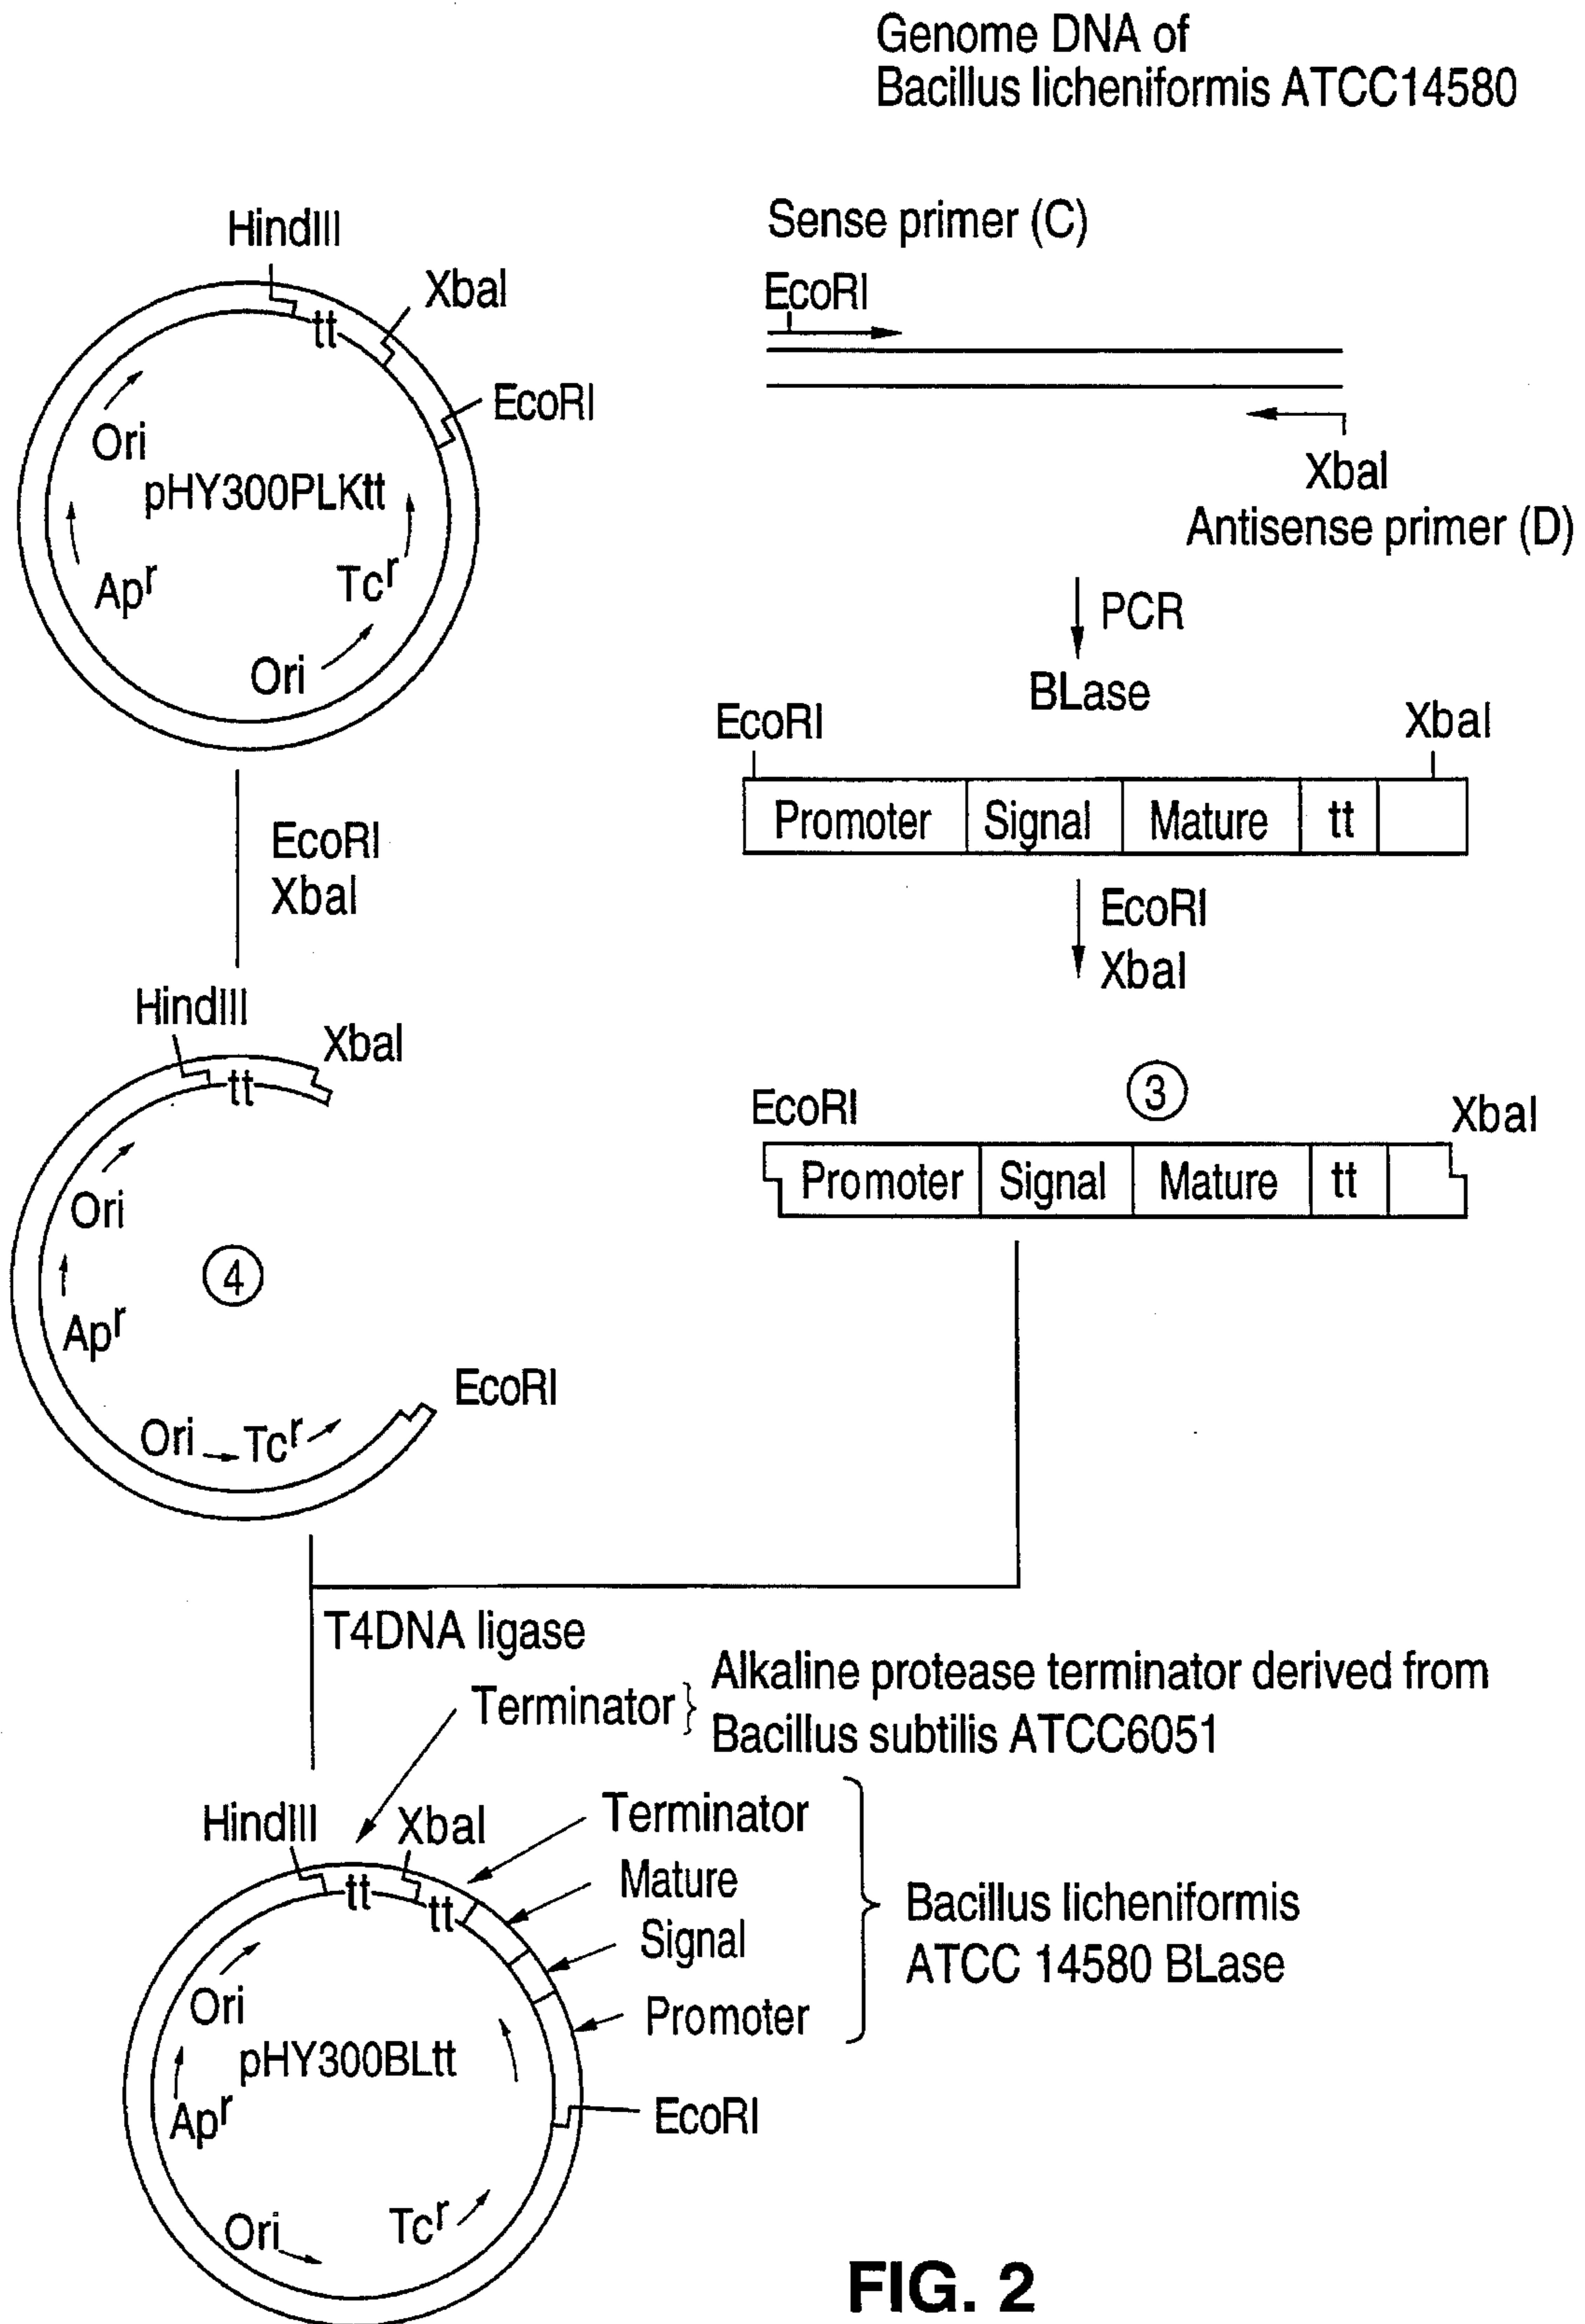 Genome DNA of
Bacillus licheniformis ATCC14580
HindIII
XbaI
EcoRI
tt
Ori
pHY300PLKtt
Apr
Tcr
Ori
Sense primer (C)
EcoRI
XbaI
Antisense primer (D)
PCR
BLase
EcoRI
XbaI
Promoter Signal Mature tt
EcoRI
XbaI
EcoRI
XbaI
3
EcoRI
XbaI
Promoter Signal Mature tt
HindIII
XbaI
tt
Ori
4
Apr
EcoRI
Ori Tcr
T4DNA ligase
Terminator } Alkaline protease terminator derived from
Bacillus subtilis ATCC6051
HindIII
XbaI
Terminator
Mature
Signal
Promoter
Bacillus licheniformis
ATCC 14580 BLase
tt
tt
Ori
pHY300BLtt
Apr
EcoRI
Ori
Tcr
FIG. 2